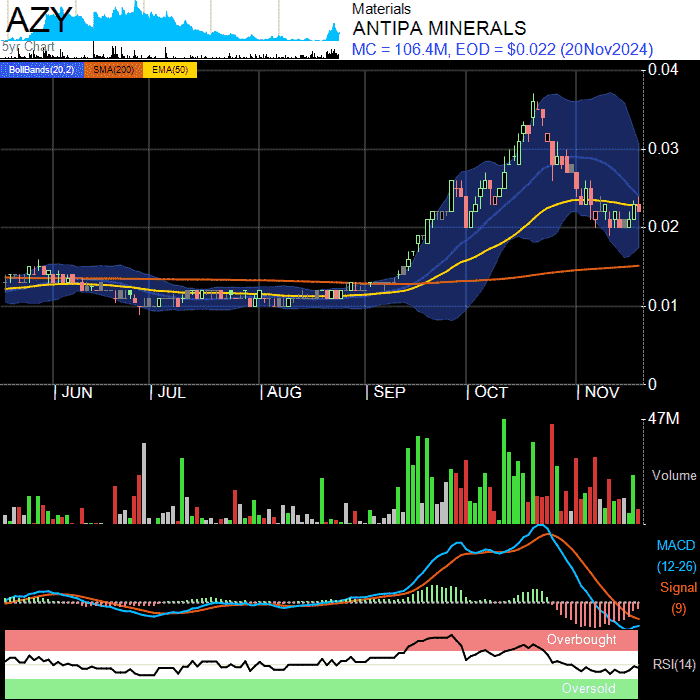 AZY
5yr Chart
Materials
ANTIPA MINERALS
MC = 106.4M, EOD = $0.022 (20Nov2024)
BollBands(20,2) SMA(200) EMA(50)
0.04
0.03
0.02
0.01
0
JUN JUL AUG SEP OCT NOV
47M
Volume
MACD
(12-26)
Signal
(9)
Overbought
RSI(14)
Oversold